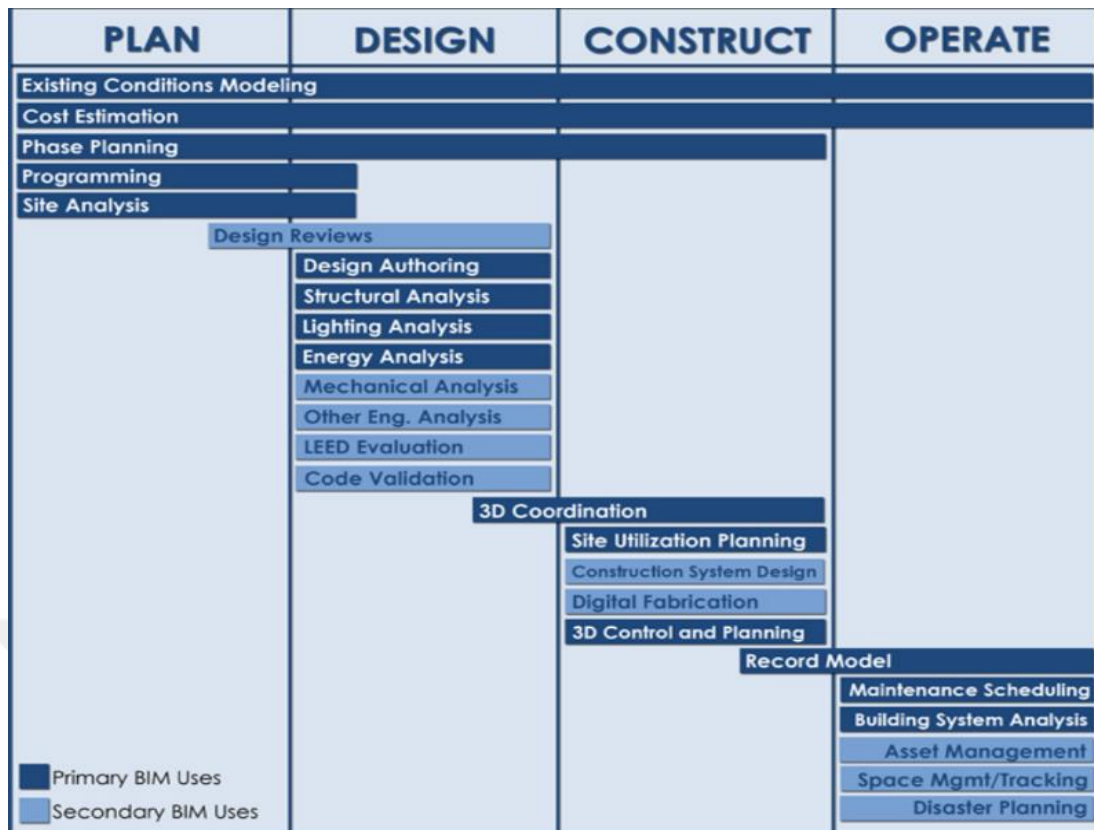 PLAN DESIGN CONSTRUCT OPERATE
Existing Conditions Modeling
Cost Estimation
Phase Planning
Programming
Site Analysis
Design Reviews
Design Authoring
Structural Analysis
Lighting Analysis
Energy Analysis
Mechanical Analysis
Other Eng. Analysis
LEED Evaluation
Code Validation
3D Coordination
Site Utilization Planning
Construction System Design
Digital Fabrication
3D Control and Planning
Record Model
Maintenance Scheduling
Building System Analysis
Asset Management
Space Mgmt/Tracking
Disaster Planning
Primary BIM Uses
Secondary BIM Uses